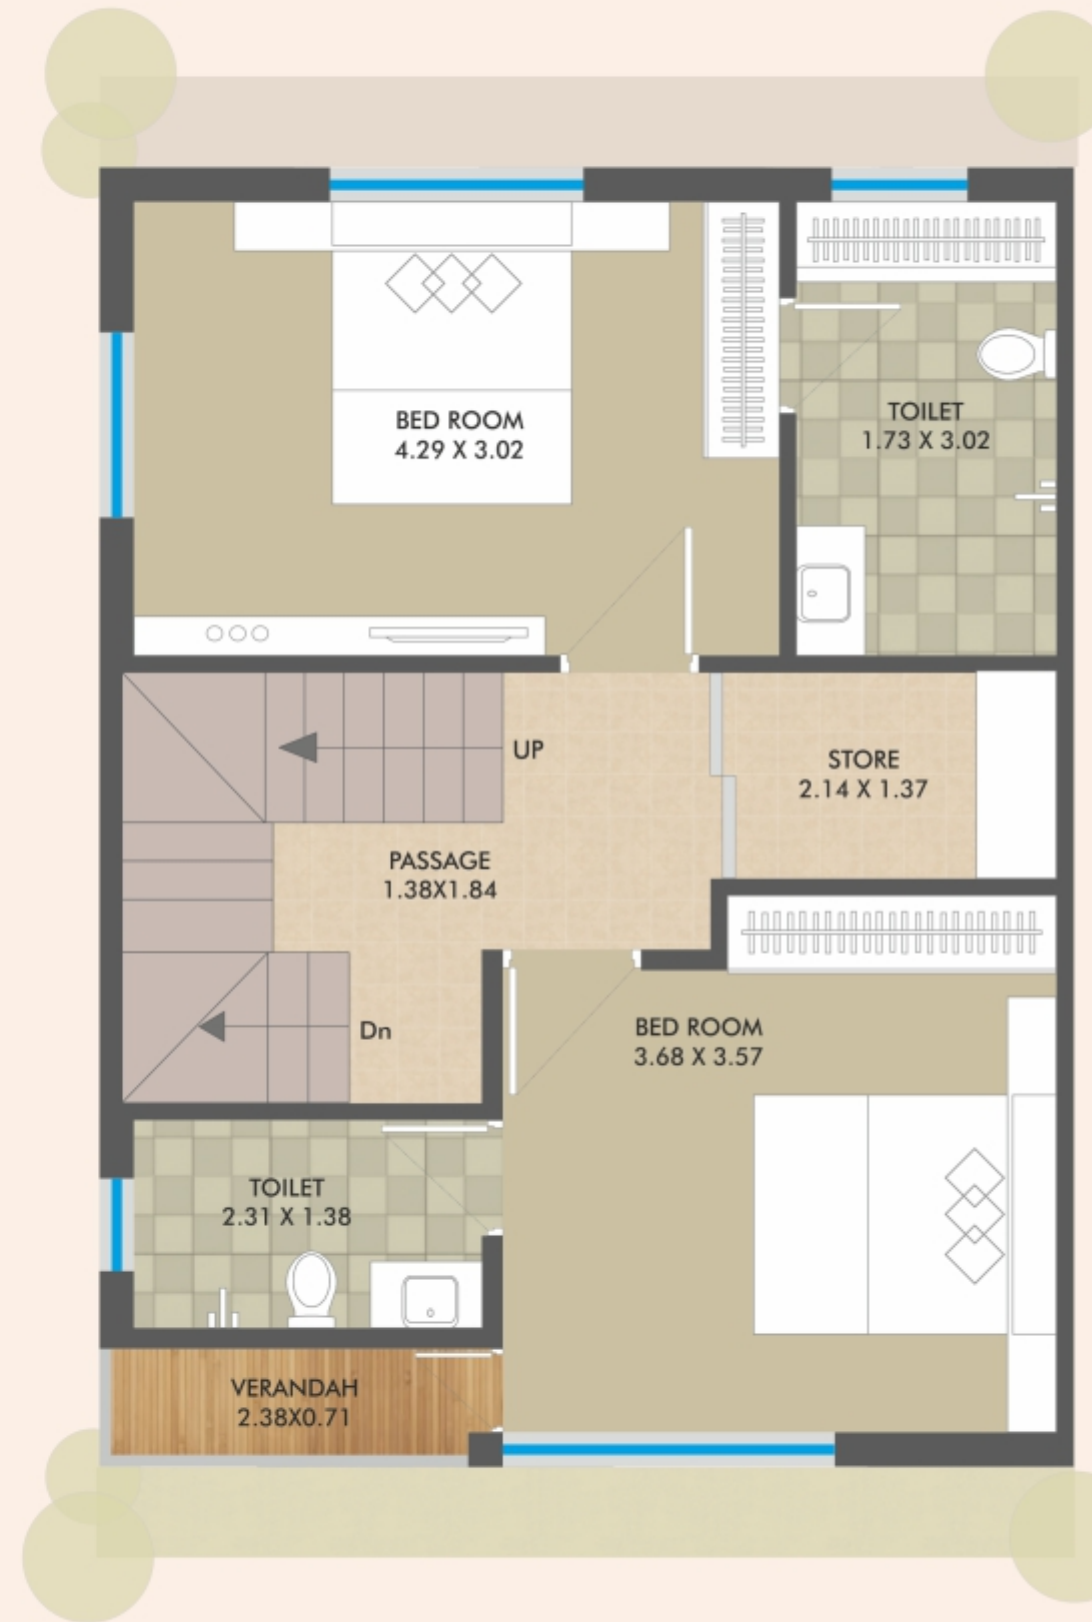 BED ROOM
4.29 X 3.02
TOILET
1.73 X 3.02
UP
STORE
2.14 X 1.37
PASSAGE
1.38X1.84
Dn
BED ROOM
3.68 X 3.57
TOILET
2.31 X 1.38
VERANDAH
2.38X0.71